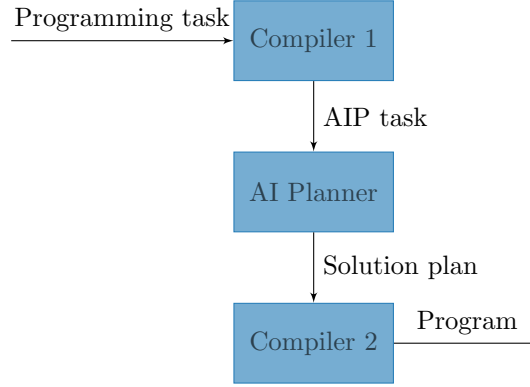 Programming task
Compiler 1
AIP task
AI Planner
Solution plan
Compiler 2
Program